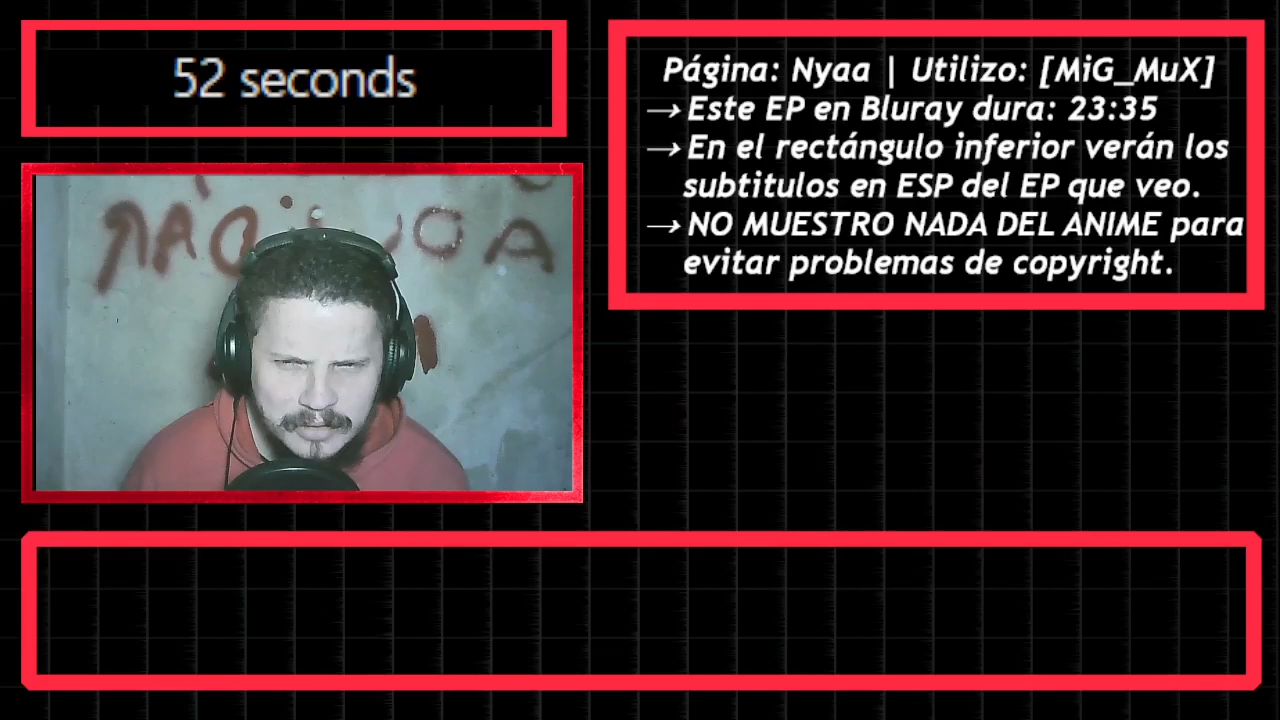 52 seconds
Página: Nyaa | Utilizo: [MiG_MuX]
→ Este EP en Bluray dura: 23:35
→ En el rectángulo inferior verán los
subtitulos en ESP del EP que veo.
→ NO MUESTRO NADA DEL ANIME para
evitar problemas de copyright.